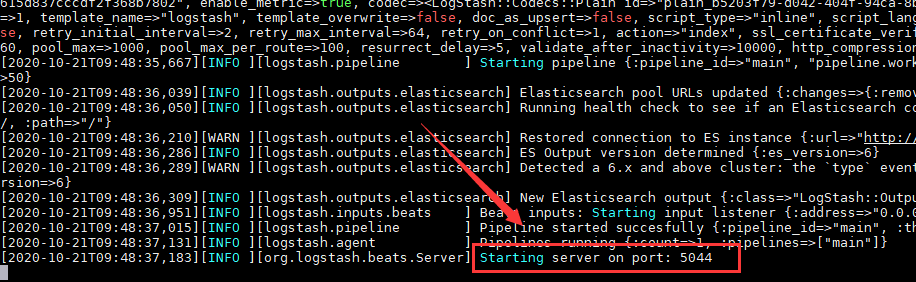 615d837cccdf2f368b7802", enable_metric=>true, codec=><LogStash::Codecs::Plain id=>"plain_b5203f79-d042-404f-94ca-8b
=>1, template_name=>"logstash", template_overwrite=>false, doc_as_upsert=>false, script_type=>"inline", script_lan
se, retry_initial_interval=>2, retry_max_interval=>64, retry_on_conflict=>1, action=>"index", ssl_certificate_verif
60, pool_max=>1000, pool_max_per_route=>100, resurrect_delay=>5, validate_after_inactivity=>10000, http_compression
[2020-10-21T09:48:35,667][INFO ][logstash.pipeline        ] Starting pipeline {:pipeline_id=>"main", "pipeline.work
>50}
[2020-10-21T09:48:36,039][INFO ][logstash.outputs.elasticsearch] Elasticsearch pool URLs updated {:changes=>{:remov
[2020-10-21T09:48:36,050][INFO ][logstash.outputs.elasticsearch] Running health check to see if an Elasticsearch co
/, :path=>"/"}
[2020-10-21T09:48:36,210][WARN ][logstash.outputs.elasticsearch] Restored connection to ES instance {:url=>"http:/
[2020-10-21T09:48:36,286][INFO ][logstash.outputs.elasticsearch] ES Output version determined {:es_version=>6}
[2020-10-21T09:48:36,289][WARN ][logstash.outputs.elasticsearch] Detected a 6.x and above cluster: the `type` event
rsion=>6}
[2020-10-21T09:48:36,309][INFO ][logstash.outputs.elasticsearch] New Elasticsearch output {:class=>"LogStash::Outpu
[2020-10-21T09:48:36,951][INFO ][logstash.inputs.beats    ] Beats inputs: Starting input listener {:address=>"0.0.0
[2020-10-21T09:48:37,015][INFO ][logstash.pipeline        ] Pipeline started succesfully {:pipeline_id=>"main", :th
[2020-10-21T09:48:37,131][INFO ][logstash.agent           ] Pipelines running {:count=>1, :pipelines=>["main"]}
[2020-10-21T09:48:37,183][INFO ][org.logstash.beats.Server] Starting server on port: 5044